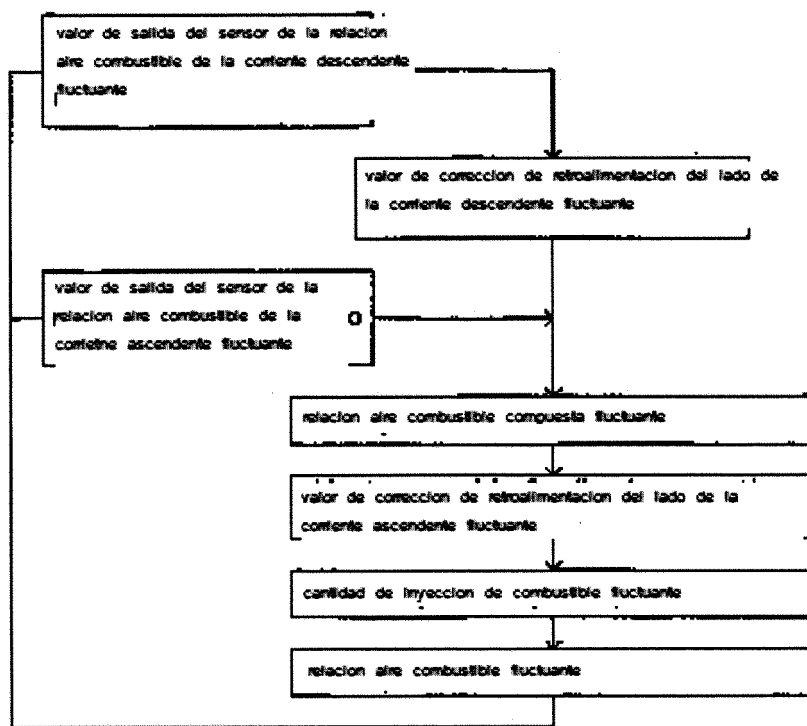 valor de salida del sensor de la relacion
aire combustible de la corriente descendente
fluctuante
valor de correccion de retroalimentacion del lado de
la corriente descendente fluctuante
valor de salida del sensor de la
relacion aire combustible de la
corrietne ascendente fluctuante
O
relacion aire combustible compuesta fluctuante
valor de correccion de retroalimentacion del lado de la
corriente ascendente fluctuante
cantidad de inyeccion de combustible fluctuante
relacion aire combustible fluctuante